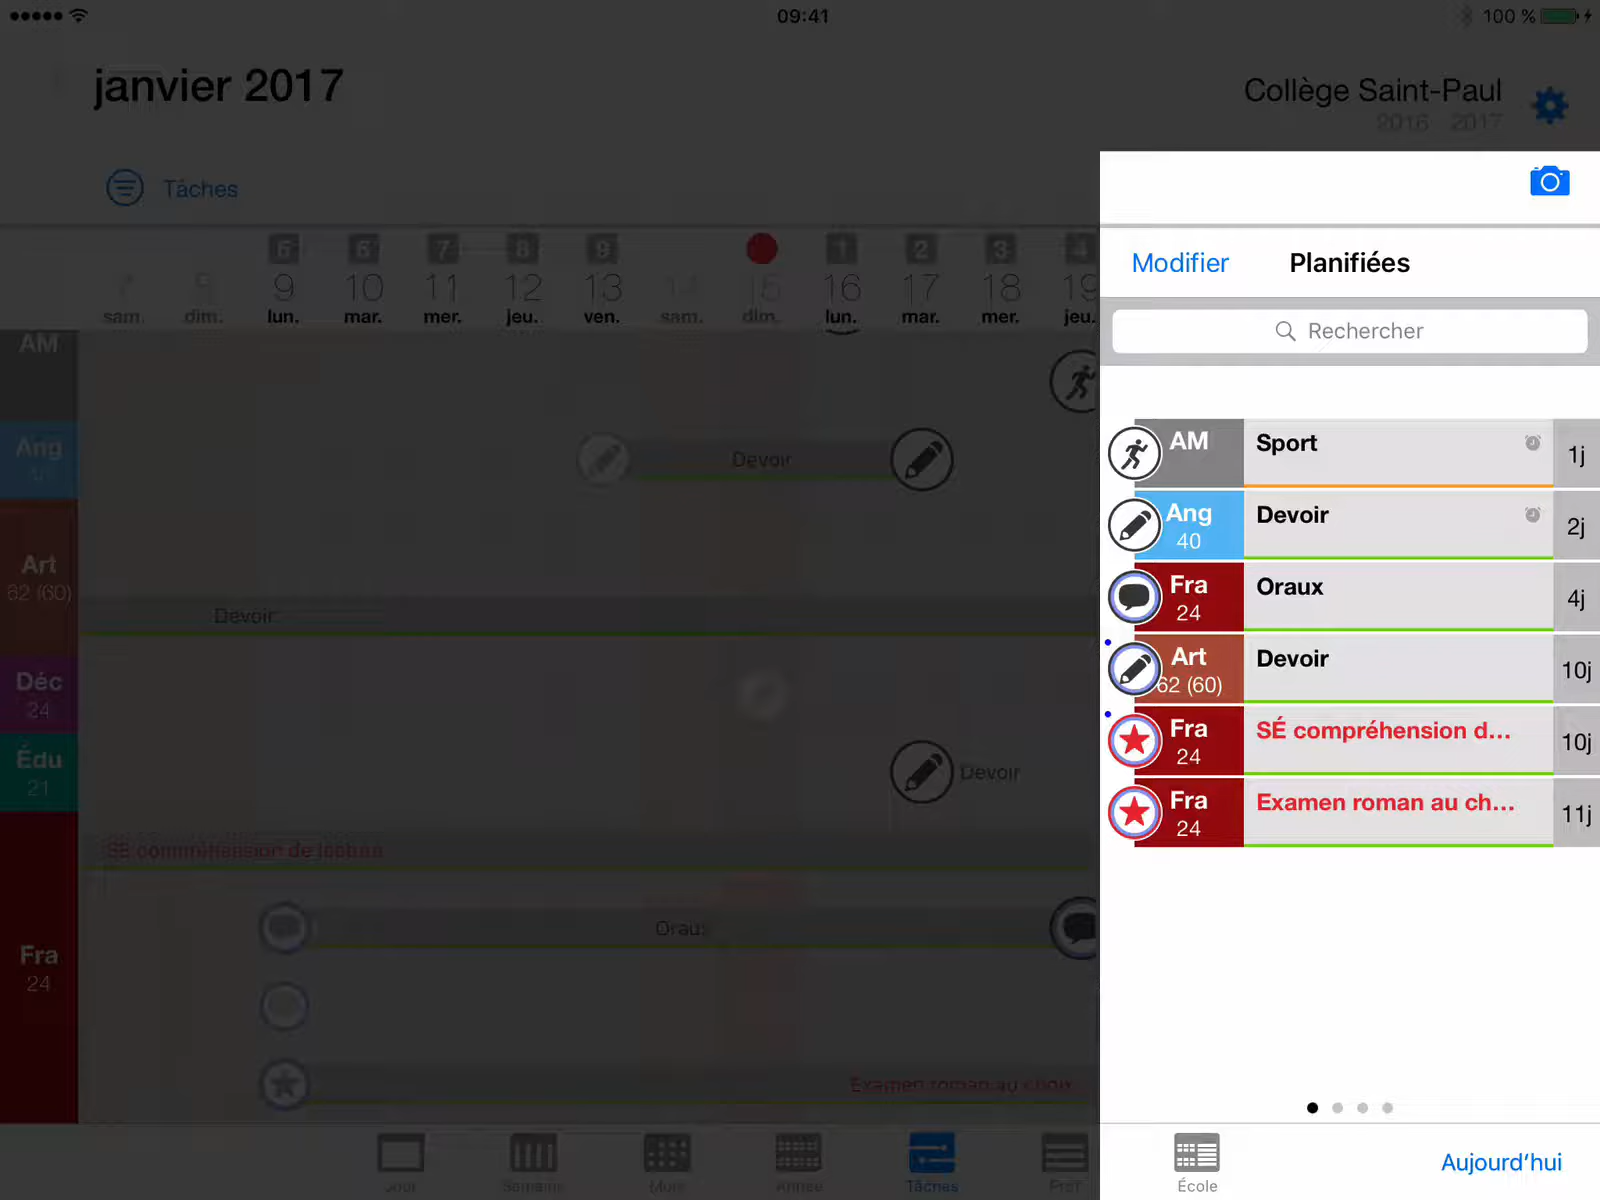 09:41
100 %
janvier 2017
Collège Saint-Paul
2016 2017
Tâches
6 6 7 8 9 1 2 3 4
7 8 9 10 11 12 13 14 15 16 17 18 19
sam. dim. lun. mar. mer. jeu. ven. sam. dim. lun. mar. mer. jeu.
AM
Ang
Devoir
Art
62 (60)
Devoir
Déc
24
Édu
21
Devoir
SÉ compréhension de lecture
Fra
24
Oraux
Examen roman au choix
Jour
Semaine
Mois
Année
Tâches
Prof
Modifier
Planifiées
Rechercher
AM
Sport
1j
Ang
40
Devoir
2j
Fra
24
Oraux
4j
Art
62 (60)
Devoir
10j
Fra
24
SÉ compréhension d...
10j
Fra
24
Examen roman au ch...
11j
École
Aujourd’hui